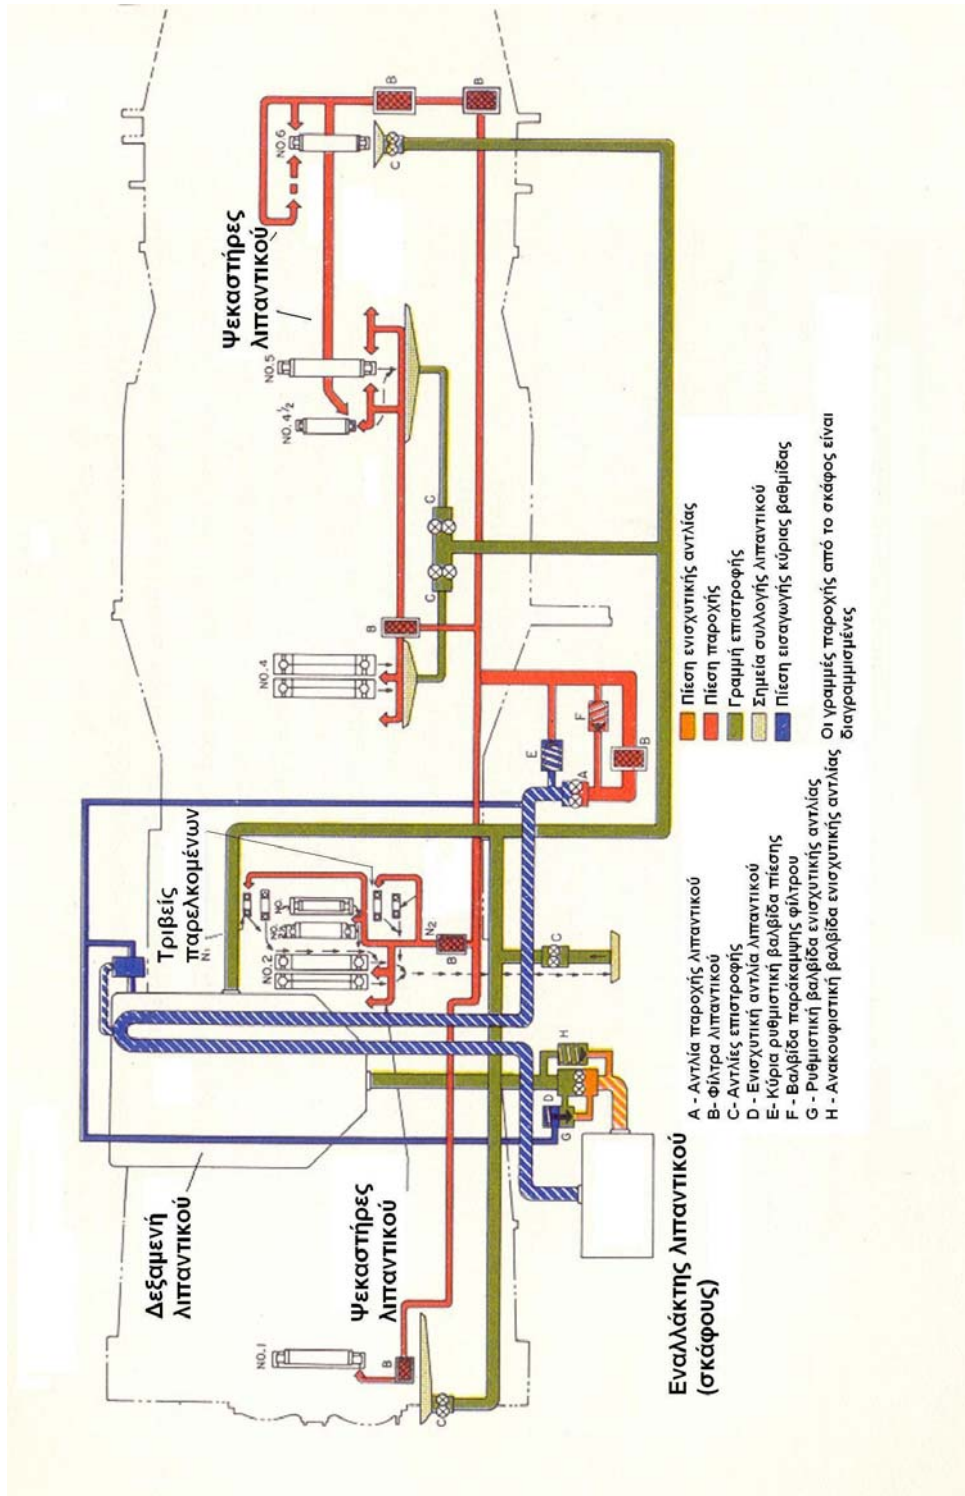 Δεξαμενή
λιπαντικού
Τριβείς
παρελκομένων
Ψεκαστήρες
λιπαντικού
Ψεκαστήρες
λιπαντικού
Εναλλάκτης λιπαντικού
(σκάφους)
NO.1
NO.2
NO.4
NO. 4 ½
NO.5
NO.6
N1
N2
B
C
B
C
D
G
H
E
F
A
B
B
C
C
B
B
C
A - Αντλία παροχής λιπαντικού
B- Φίλτρα λιπαντικού
C- Αντλίες επιστροφής
D - Ενισχυτική αντλία λιπαντικού
E- Κύρια ρυθμιστική βαλβίδα πίεσης
F - Βαλβίδα παράκαμψης φίλτρου
G - Ρυθμιστική βαλβίδα ενισχυτικής αντλίας
H - Ανακουφιστική βαλβίδα ενισχυτικής αντλίας
Πίεση ενισχυτικής αντλίας
Πίεση παροχής
Γραμμή επιστροφής
Σημεία συλλογής λιπαντικού
Πίεση εισαγωγής κύριας βαθμίδας
Οι γραμμές παροχής από το σκάφος είναι
διαγραμισμένες